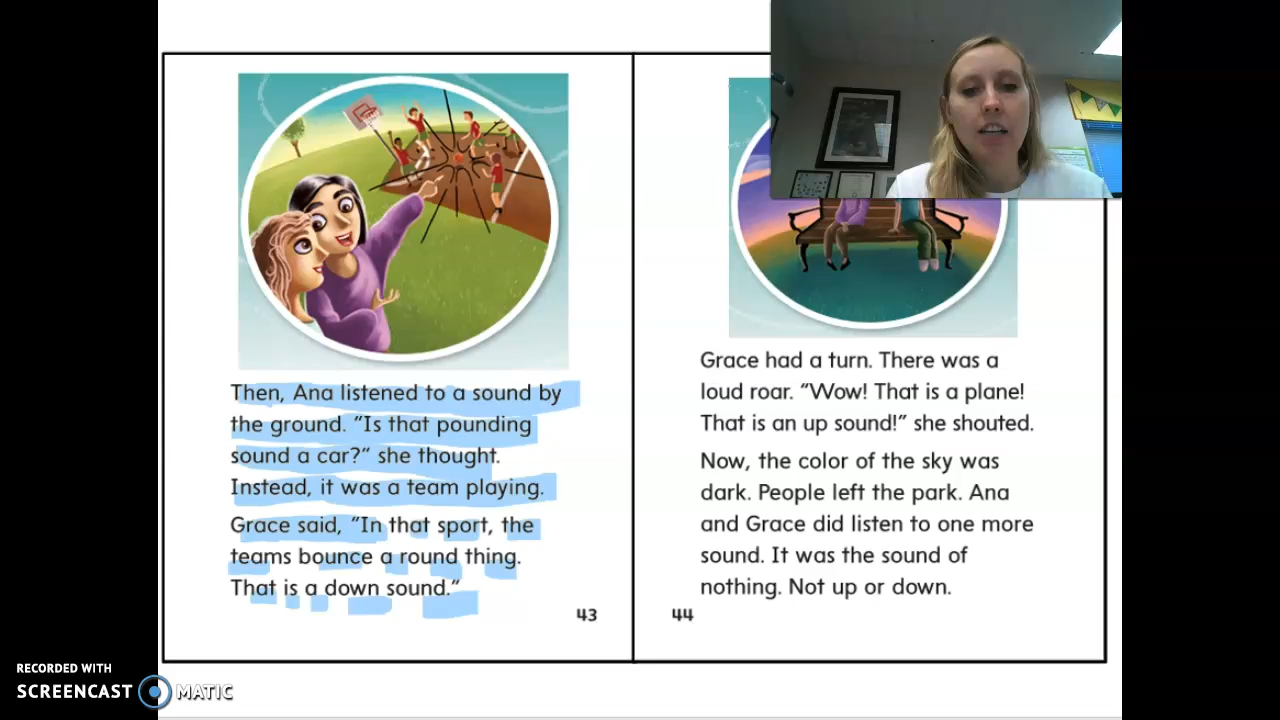 Then, Ana listened to a sound by
the ground. “Is that pounding
sound a car?” she thought.
Instead, it was a team playing.
Grace said, “In that sport, the
teams bounce a round thing.
That is a down sound.”
43
Grace had a turn. There was a
loud roar. “Wow! That is a plane!
That is an up sound!” she shouted.
Now, the color of the sky was
dark. People left the park. Ana
and Grace did listen to one more
sound. It was the sound of
nothing. Not up or down.
44
RECORDED WITH
SCREENCAST MATIC